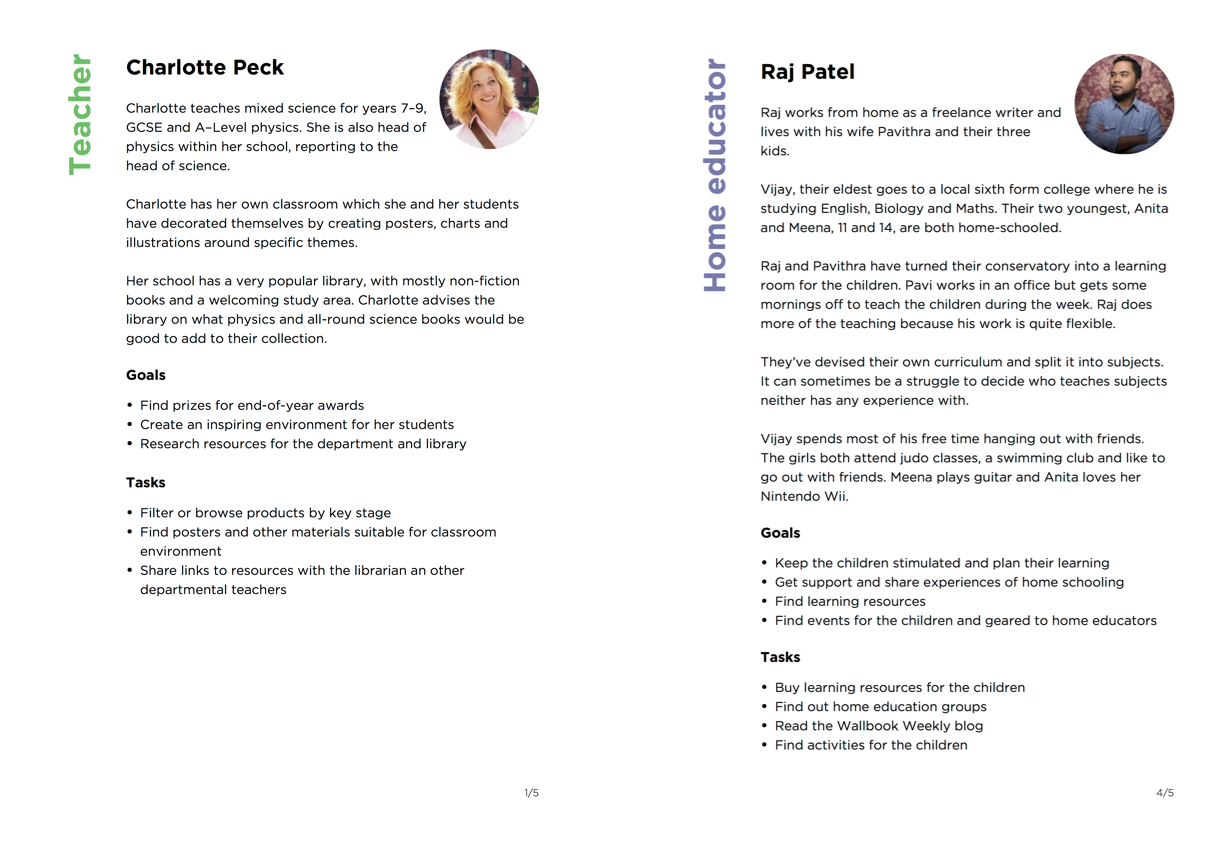 Teacher
Charlotte Peck
Charlotte teaches mixed science for years 7–9,
GCSE and A–Level physics. She is also head of
physics within her school, reporting to the
head of science.
Charlotte has her own classroom which she and her students
have decorated themselves by creating posters, charts and
illustrations around specific themes.
Her school has a very popular library, with mostly non-fiction
books and a welcoming study area. Charlotte advises the
library on what physics and all-round science books would be
good to add to their collection.
Goals
• Find prizes for end-of-year awards
• Create an inspiring environment for her students
• Research resources for the department and library
Tasks
• Filter or browse products by key stage
• Find posters and other materials suitable for classroom
environment
• Share links to resources with the librarian an other
departmental teachers
1/5
Home educator
Raj Patel
Raj works from home as a freelance writer and
lives with his wife Pavithra and their three
kids.
Vijay, their eldest goes to a local sixth form college where he is
studying English, Biology and Maths. Their two youngest, Anita
and Meena, 11 and 14, are both home-schooled.
Raj and Pavithra have turned their conservatory into a learning
room for the children. Pavi works in an office but gets some
mornings off to teach the children during the week. Raj does
more of the teaching because his work is quite flexible.
They’ve devised their own curriculum and split it into subjects.
It can sometimes be a struggle to decide who teaches subjects
neither has any experience with.
Vijay spends most of his free time hanging out with friends.
The girls both attend judo classes, a swimming club and like to
go out with friends. Meena plays guitar and Anita loves her
Nintendo Wii.
Goals
• Keep the children stimulated and plan their learning
• Get support and share experiences of home schooling
• Find learning resources
• Find events for the children and geared to home educators
Tasks
• Buy learning resources for the children
• Find out home education groups
• Read the Wallbook Weekly blog
• Find activities for the children
4/5